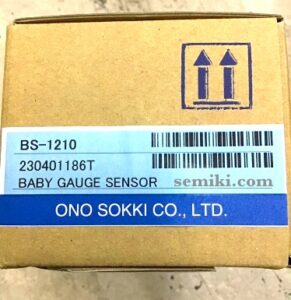 BS-1210
230401186T
BABY GAUGE SENSOR
semiki.com
ONO SOKKI CO., LTD.